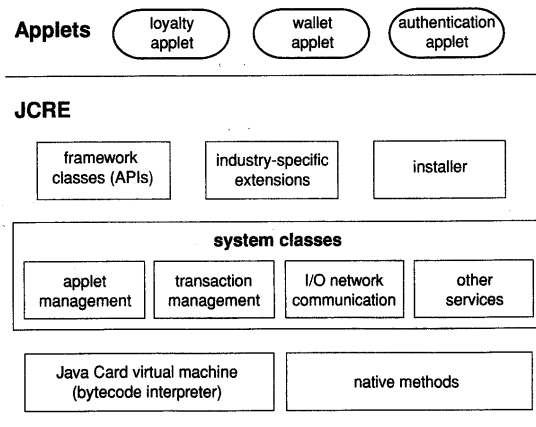 Applets
loyalty
applet
wallet
applet
authentication
applet
JCRE
framework
classes (APIs)
industry-specific
extensions
installer
system classes
applet
management
transaction
management
I/O network
communication
other
services
Java Card virtual machine
(bytecode interpreter)
native methods